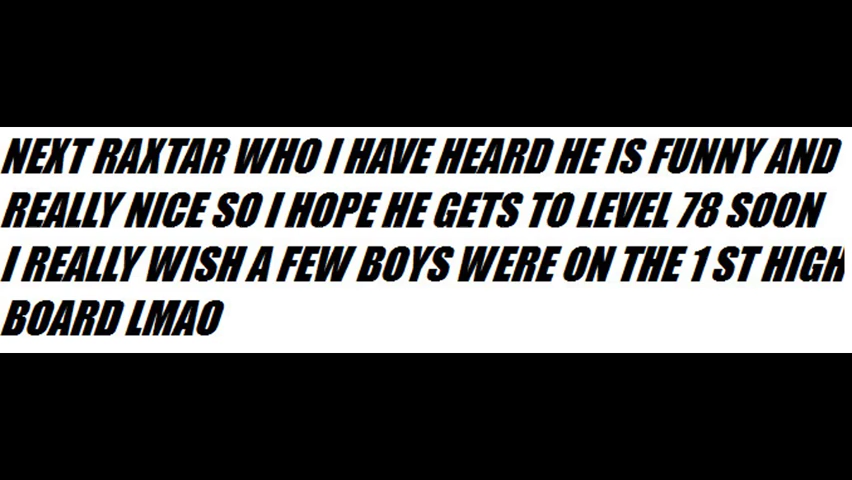 NEXT RAXTAR WHO I HAVE HEARD HE IS FUNNY AND
REALLY NICE SO I HOPE HE GETS TO LEVEL 78 SOON
I REALLY WISH A FEW BOYS WERE ON THE 1 ST HIGH
BOARD LMAO